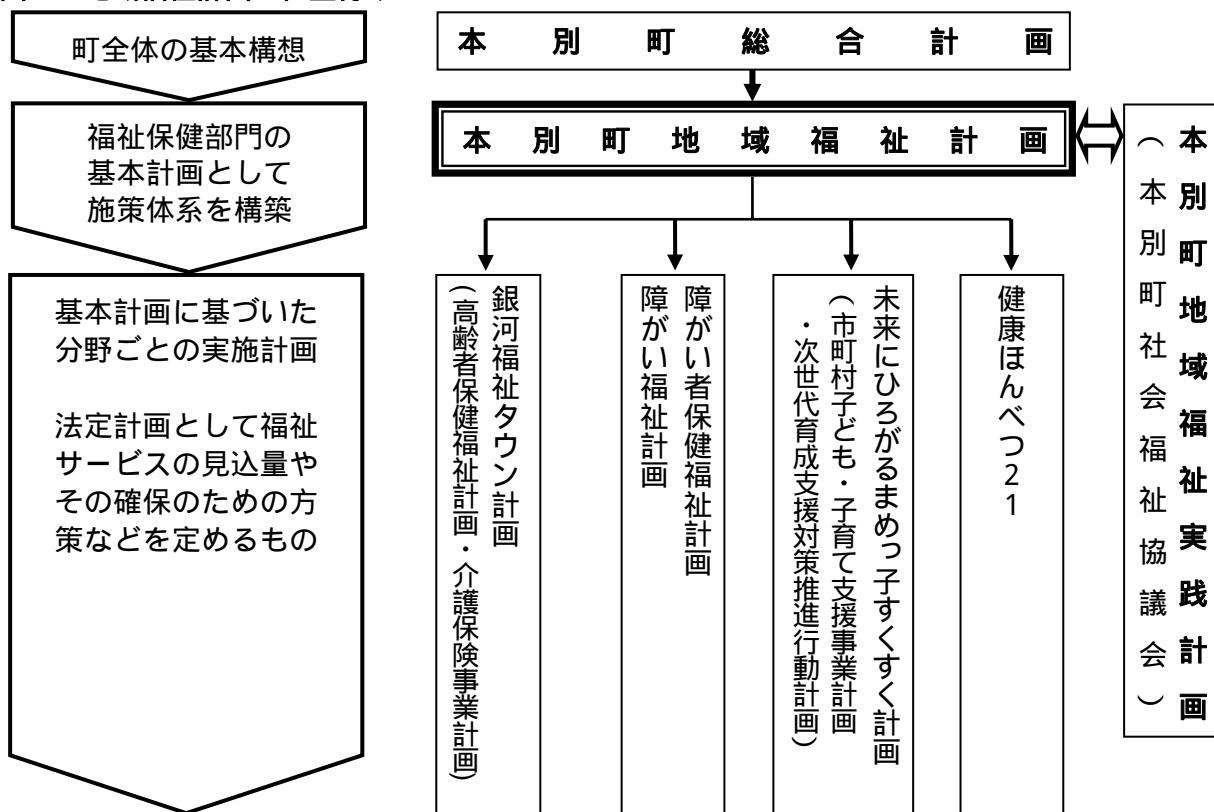 町全体の基本構想
本別町総合計画
福祉保健部門の
基本計画として
施策体系を構築
本別町地域福祉計画
基本計画に基づいた
分野ごとの実施計画
法定計画として福祉
サービスの見込量や
その確保のための方
策などを定めるもの
銀河福祉タウン計画
(高齢者保健福祉計画・介護保険事業計画)
障がい者保健福祉計画
障がい福祉計画
未来にひろがるまめっ子すくすく計画
(市町村子ども・子育て支援事業計画
・次世代育成支援対策推進行動計画)
健康ほんべつ21
本別町地域福祉実践計画
(本別町社会福祉協議会)